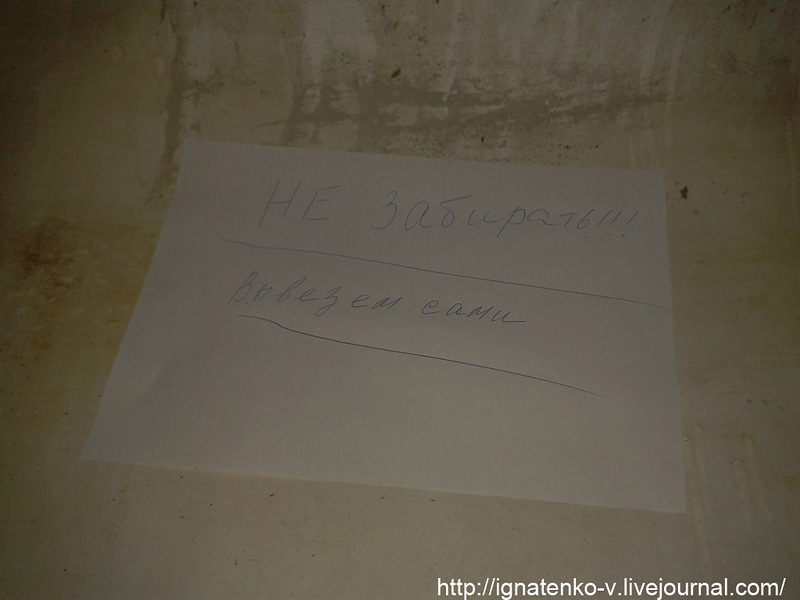 НЕ забирать!!!
Вывезем сами
http://ignatenko-v.livejournal.com/